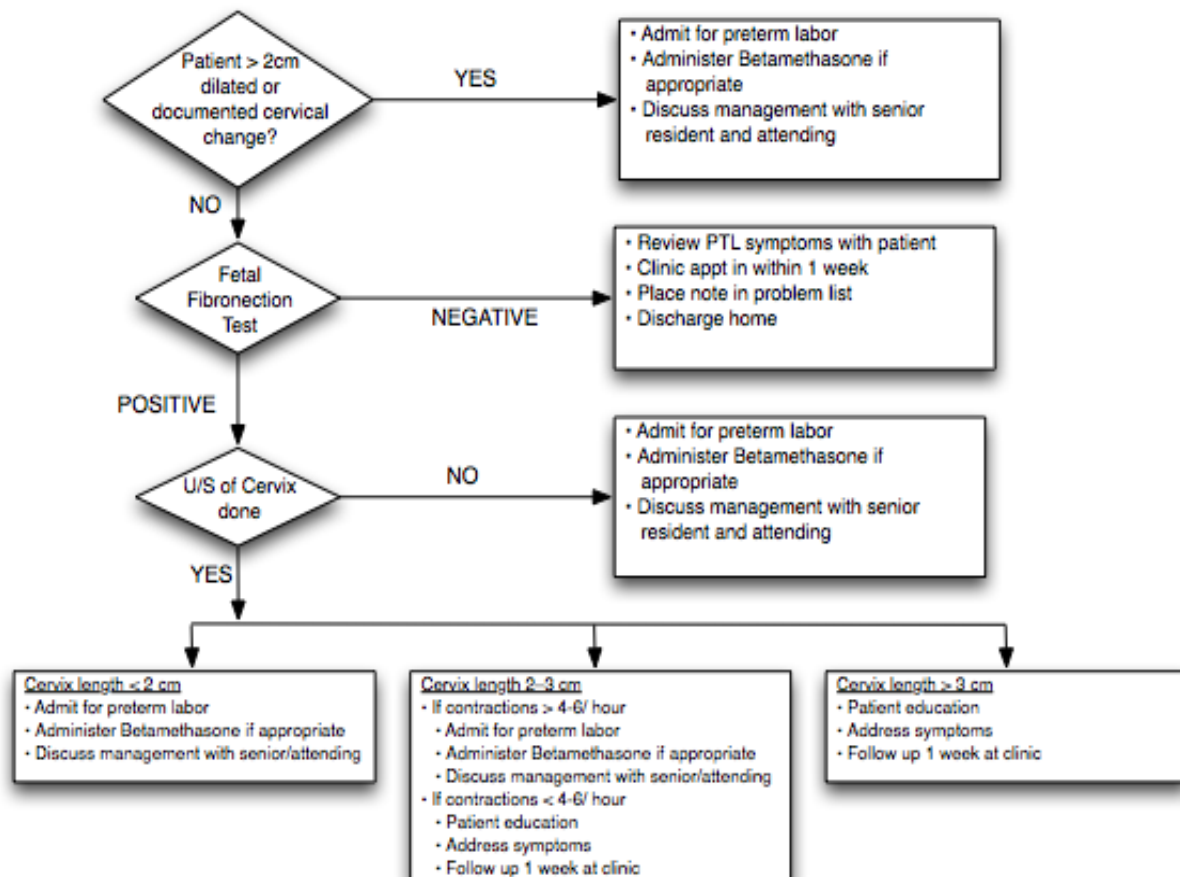 Patient > 2cm
dilated or
documented cervical
change?
YES
• Admit for preterm labor
• Administer Betamethasone if
appropriate
• Discuss management with senior
resident and attending
NO
Fetal
Fibronection
Test
NEGATIVE
• Review PTL symptoms with patient
• Clinic appt in within 1 week
• Place note in problem list
• Discharge home
POSITIVE
U/S of Cervix
done
NO
• Admit for preterm labor
• Administer Betamethasone if
appropriate
• Discuss management with senior
resident and attending
YES
Cervix length < 2 cm
• Admit for preterm labor
• Administer Betamethasone if appropriate
• Discuss management with senior/attending
Cervix length 2–3 cm
• If contractions > 4-6/ hour
• Admit for preterm labor
• Administer Betamethasone if appropriate
• Discuss management with senior/attending
• If contractions < 4-6/ hour
• Patient education
• Address symptoms
• Follow up 1 week at clinic
Cervix length > 3 cm
• Patient education
• Address symptoms
• Follow up 1 week at clinic